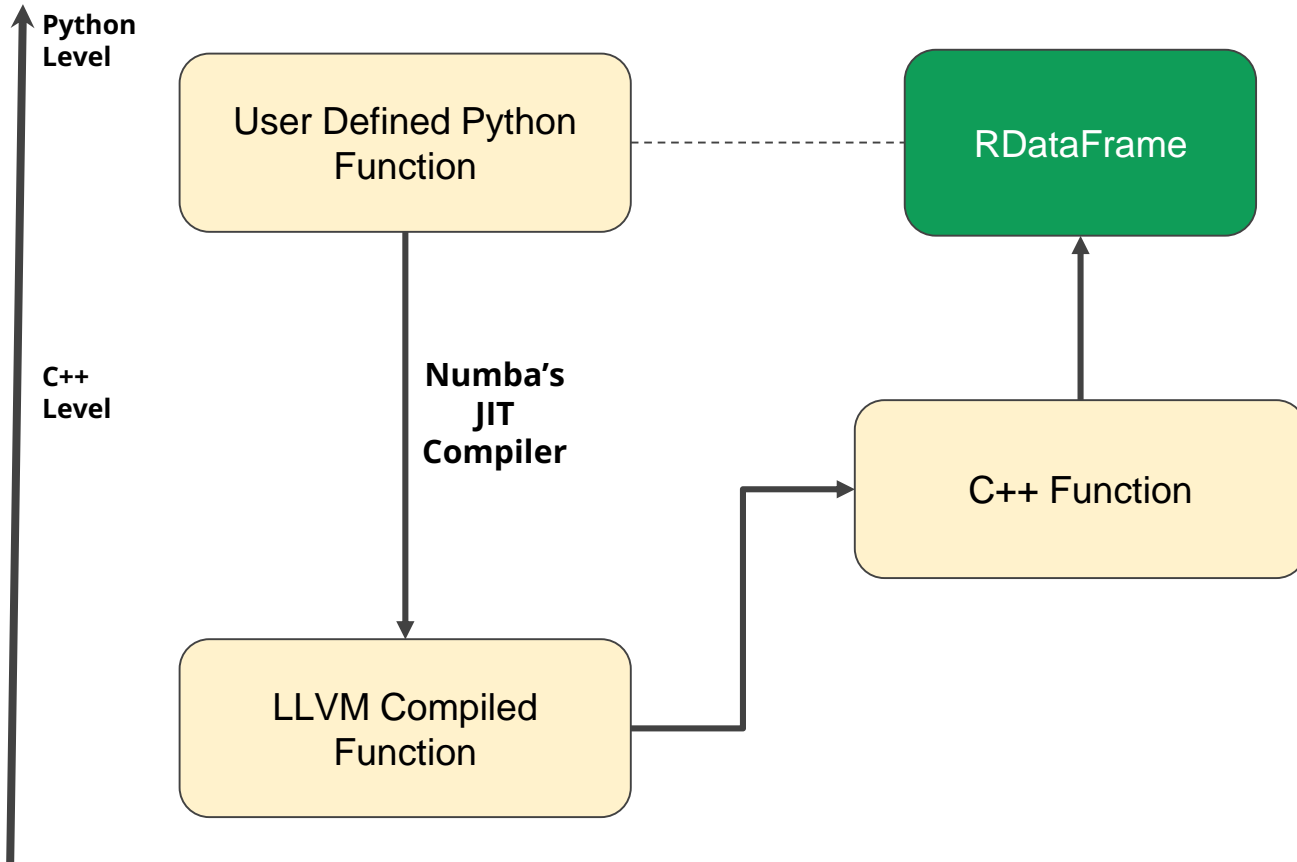 Python
Level
User Defined Python
Function
RDataFrame
C++
Level
Numba’s
JIT
Compiler
C++ Function
LLVM Compiled
Function